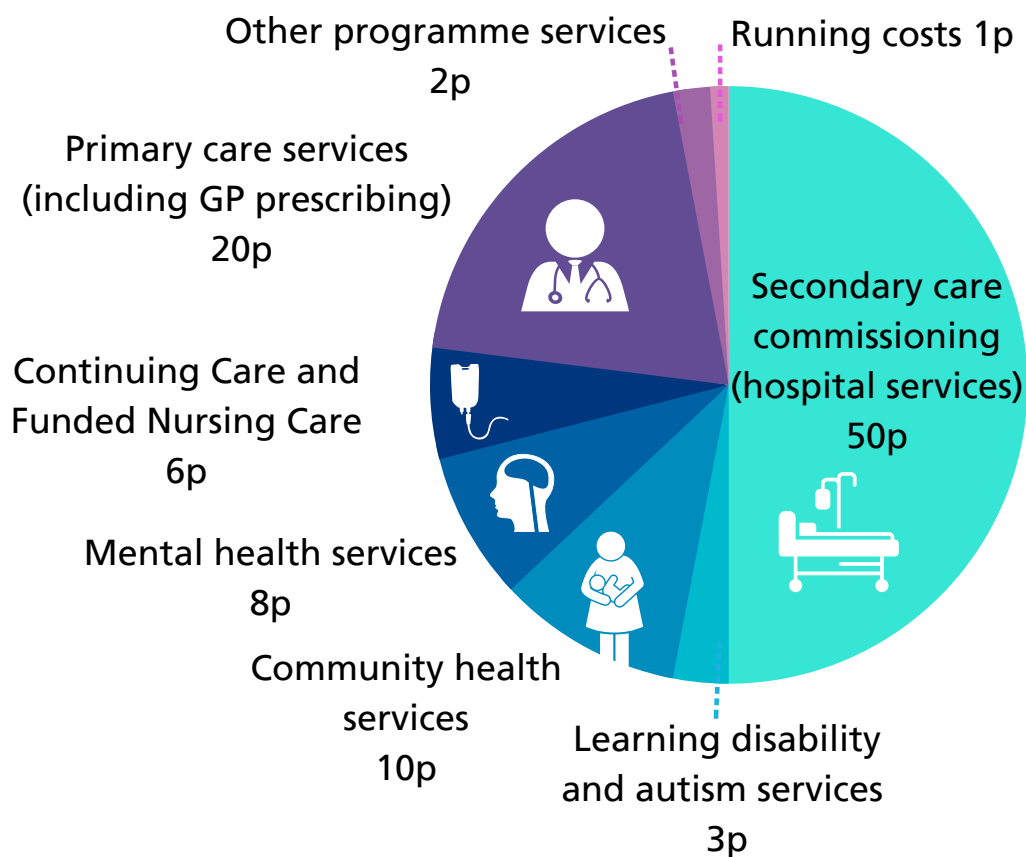 Other programme services
2p
Running costs 1p
Primary care services
(including GP prescribing)
20p
Secondary care
commissioning
(hospital services)
50p
Continuing Care and
Funded Nursing Care
6p
Mental health services
8p
Community health
services
10p
Learning disability
and autism services
3p